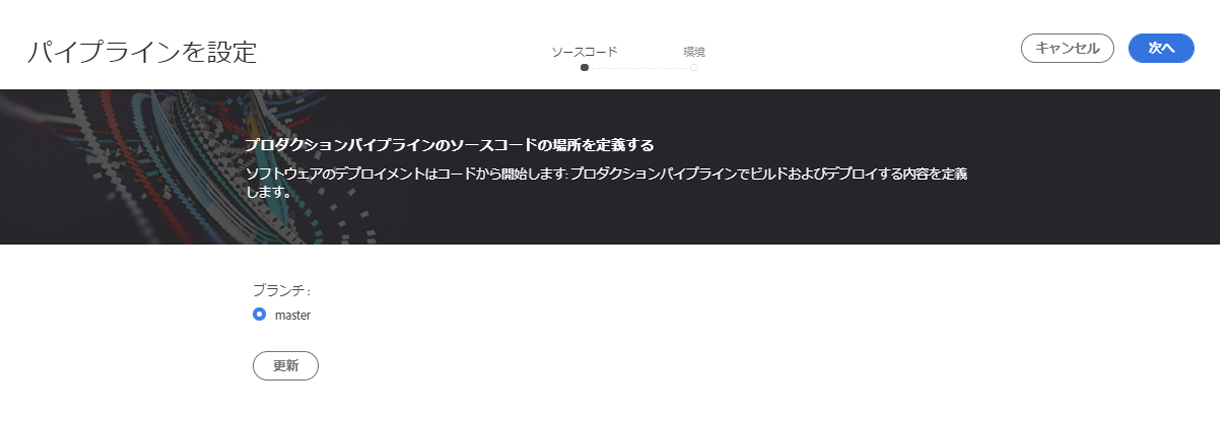 パイプラインを設定
ソースコード
環境
キャンセル
次へ
プロダクションパイプラインのソースコードの場所を定義する
ソフトウェアのデプロイメントはコードから開始します: プロダクションパイプラインでビルドおよびデプロイする内容を定義
します。
ブランチ :
master
更新